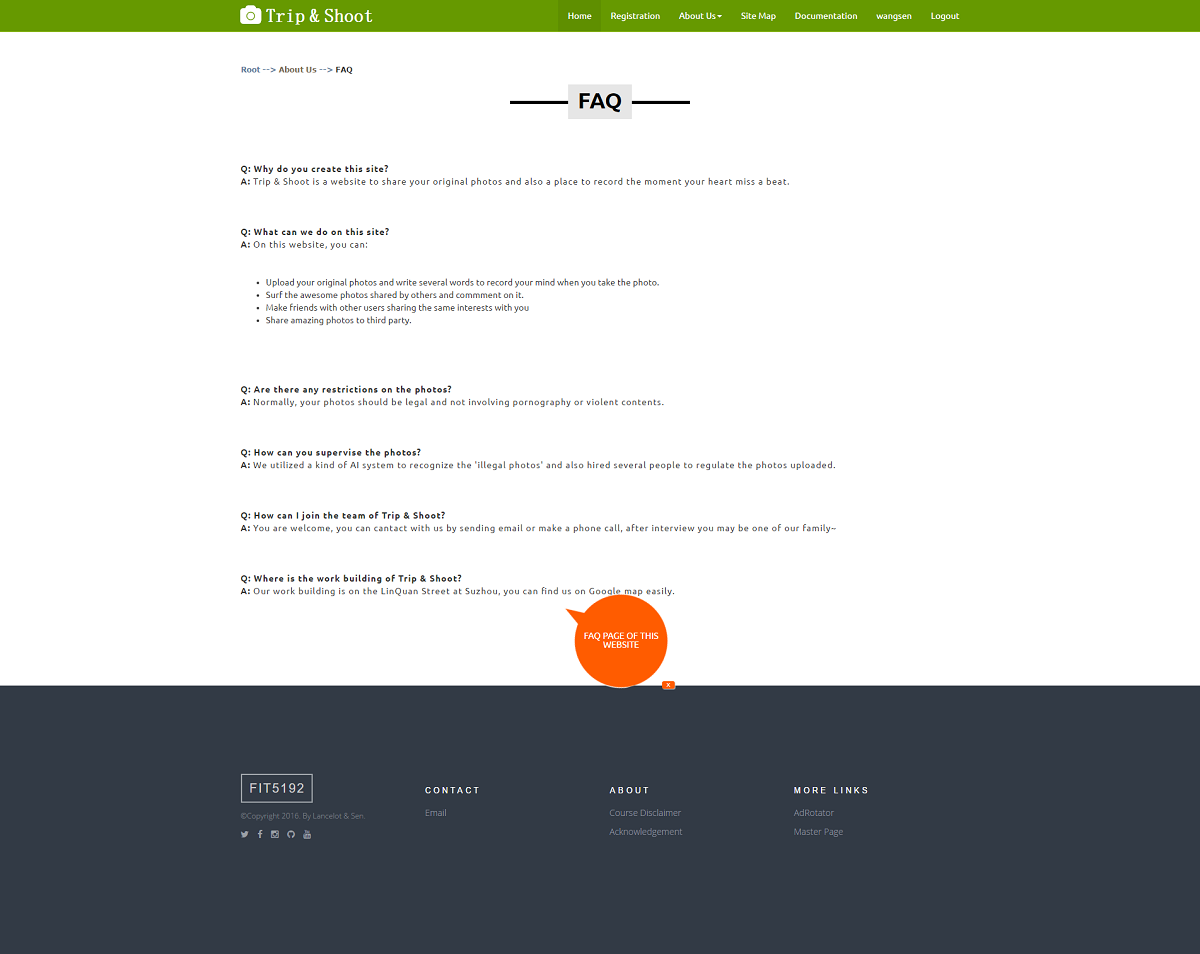 Trip & Shoot
Home Registration About Us Site Map Documentation wangsen Logout
Root --> About Us --> FAQ
FAQ
Q: Why do you create this site?
A: Trip & Shoot is a website to share your original photos and also a place to record the moment your heart miss a beat.
Q: What can we do on this site?
A: On this website, you can:
• Upload your original photos and write several words to record your mind when you take the photo.
• Surf the awesome photos shared by others and commment on it.
• Make friends with other users sharing the same interests with you
• Share amazing photos to third party.
Q: Are there any restrictions on the photos?
A: Normally, your photos should be legal and not involving pornography or violent contents.
Q: How can you supervise the photos?
A: We utilized a kind of AI system to recognize the 'illegal photos' and also hired several people to regulate the photos uploaded.
Q: How can I join the team of Trip & Shoot?
A: You are welcome, you can cantact with us by sending email or make a phone call, after interview you may be one of our family~
Q: Where is the work building of Trip & Shoot?
A: Our work building is on the LinQuan Street at Suzhou, you can find us on Google map easily.
FAQ PAGE OF THIS
WEBSITE
X
FIT5192
©Copyright 2016. By Lancelot & Sen.
CONTACT
Email
ABOUT
Course Disclaimer
Acknowledgement
MORE LINKS
AdRotator
Master Page